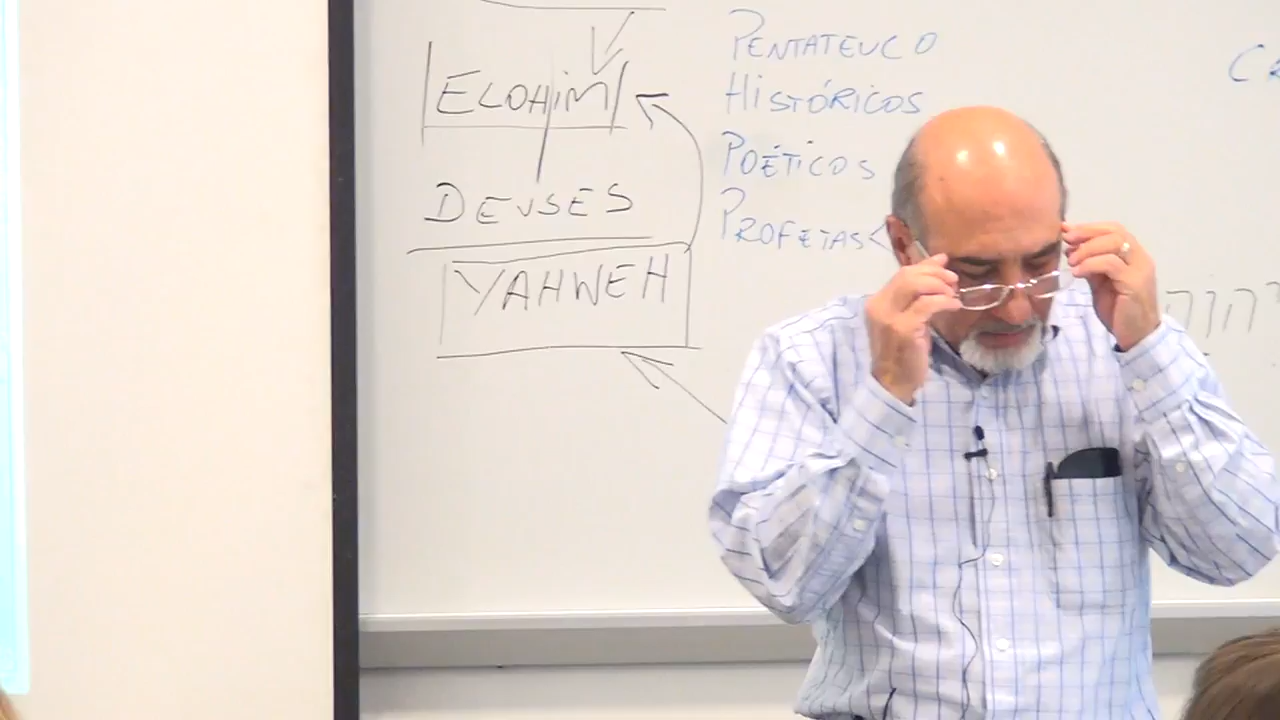 ELOHIM
DEUSES
YAHWEH
PENTATEUCO
HISTÓRICOS
POÉTICOS
PROFETAS